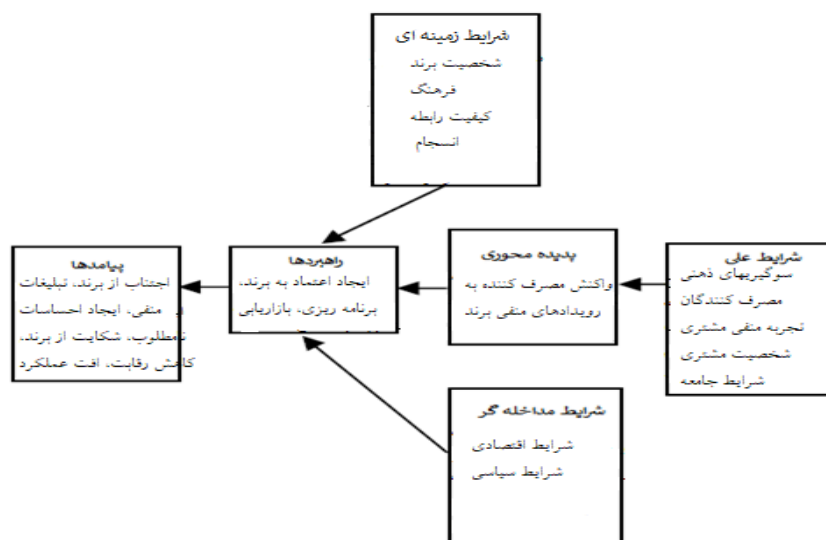 شرایط زمینه ای
شخصیت برند
فرهنگ
کیفیت رابطه
انسجام
شرایط علی
سوگیریهای ذهنی
مصرف کنندگان
تجربه منفی مشتری
شخصیت مشتری
شرایط جامعه
پدیده محوری
واکنش مصرف کننده به
رویدادهای منفی برند
راهبردها
ایجاد اعتماد به برند،
برنامه ریزی، بازاریابی
پیامدها
اجتناب از برند، تبلیغات
منفی، ایجاد احساسات
نامطلوب، شکایت از برند،
کاهش رقابت، افت عملکرد
شرایط مداخله گر
شرایط اقتصادی
شرایط سیاسی